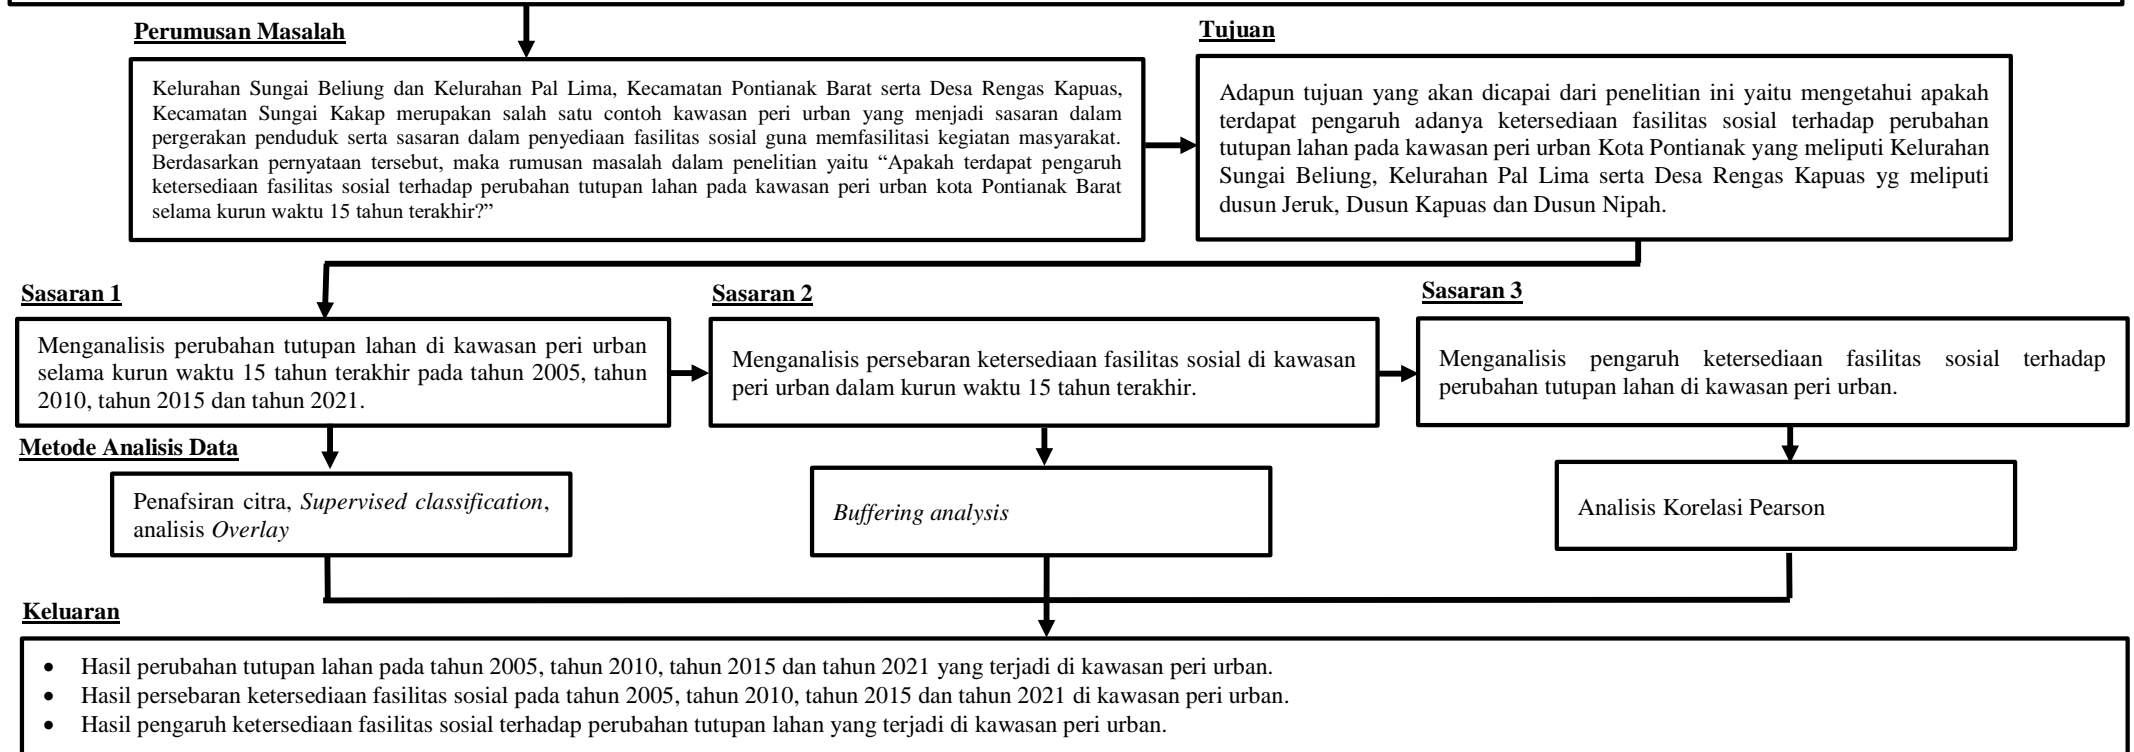 Perumusan Masalah
Kelurahan Sungai Beliung dan Kelurahan Pal Lima, Kecamatan Pontianak Barat serta Desa Rengas Kapuas,
Kecamatan Sungai Kakap merupakan salah satu contoh kawasan peri urban yang menjadi sasaran dalam
pergerakan penduduk serta sasaran dalam penyediaan fasilitas sosial guna memfasilitasi kegiatan masyarakat.
Berdasarkan pernyataan tersebut, maka rumusan masalah dalam penelitian yaitu “Apakah terdapat pengaruh
ketersediaan fasilitas sosial terhadap perubahan tutupan lahan pada kawasan peri urban kota Pontianak Barat
selama kurun waktu 15 tahun terakhir?”
Tujuan
Adapun tujuan yang akan dicapai dari penelitian ini yaitu mengetahui apakah
terdapat pengaruh adanya ketersediaan fasilitas sosial terhadap perubahan
tutupan lahan pada kawasan peri urban Kota Pontianak yang meliputi Kelurahan
Sungai Beliung, Kelurahan Pal Lima serta Desa Rengas Kapuas yg meliputi
dusun Jeruk, Dusun Kapuas dan Dusun Nipah.
Sasaran 1
Menganalisis perubahan tutupan lahan di kawasan peri urban
selama kurun waktu 15 tahun terakhir pada tahun 2005, tahun
2010, tahun 2015 dan tahun 2021.
Sasaran 2
Menganalisis persebaran ketersediaan fasilitas sosial di kawasan
peri urban dalam kurun waktu 15 tahun terakhir.
Sasaran 3
Menganalisis pengaruh ketersediaan fasilitas sosial terhadap
perubahan tutupan lahan di kawasan peri urban.
Metode Analisis Data
Penafsiran citra, Supervised classification,
analisis Overlay
Buffering analysis
Analisis Korelasi Pearson
Keluaran
• Hasil perubahan tutupan lahan pada tahun 2005, tahun 2010, tahun 2015 dan tahun 2021 yang terjadi di kawasan peri urban.
• Hasil persebaran ketersediaan fasilitas sosial pada tahun 2005, tahun 2010, tahun 2015 dan tahun 2021 di kawasan peri urban.
• Hasil pengaruh ketersediaan fasilitas sosial terhadap perubahan tutupan lahan yang terjadi di kawasan peri urban.